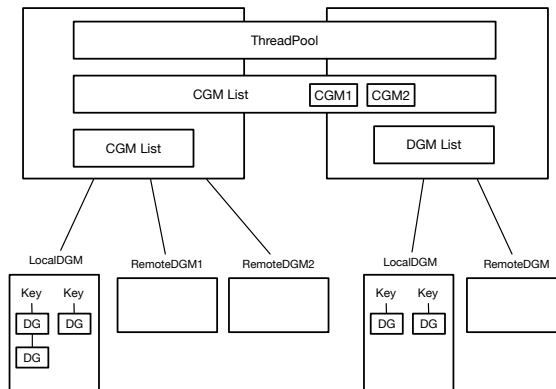 ThreadPool
CGM List CGM1 CGM2
CGM List
DGM List
LocalDGM RemoteDGM1 RemoteDGM2 LocalDGM RemoteDGM
Key Key Key Key
DG DG DG DG
DG